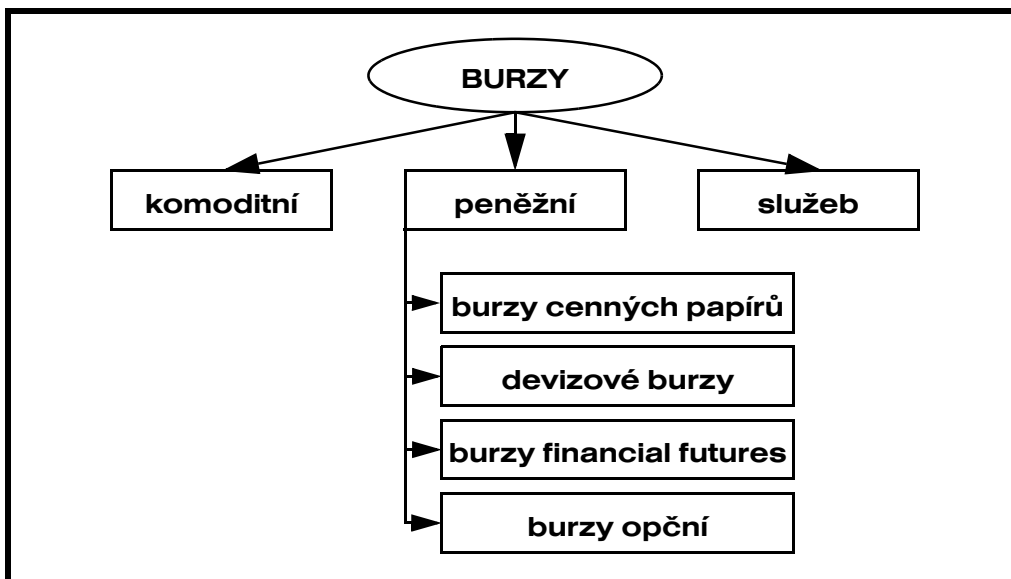 BURZY
komoditní
peněžní
služeb
burzy cenných papírů
devizové burzy
burzy financial futures
burzy opční